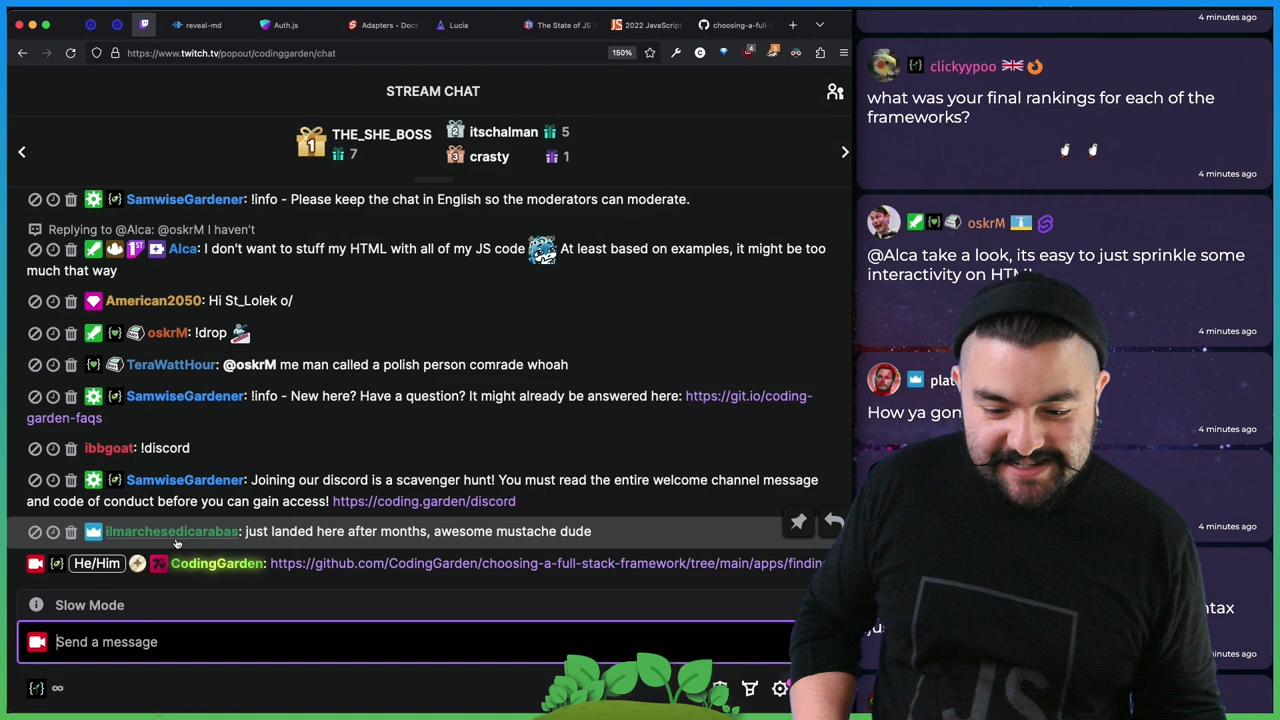 reveal-md
Auth.js
Adapters - Docs
Lucia
The State of JS 2
2022 JavaScript
choosing-a-full-
https://www.twitch.tv/popout/codinggarden/chat
150%
STREAM CHAT
1 THE_SHE_BOSS
7
2 itschalman 5
3 crasty 1
SamwiseGardener: !info - Please keep the chat in English so the moderators can moderate.
Replying to @Alca: @oskrM I haven't
1ST Alca: I don't want to stuff my HTML with all of my JS code At least based on examples, it might be too
much that way
American2050: Hi St_Lolek o/
oskrM: !drop
TeraWattHour: @oskrM me man called a polish person comrade whoah
SamwiseGardener: !info - New here? Have a question? It might already be answered here: https://git.io/coding-
garden-faqs
ibbgoat: !discord
SamwiseGardener: Joining our discord is a scavenger hunt! You must read the entire welcome channel message
and code of conduct before you can gain access! https://coding.garden/discord
ilmarchesedicarabas: just landed here after months, awesome mustache dude
He/Him CodingGarden: https://github.com/CodingGarden/choosing-a-full-stack-framework/tree/main/apps/findin
Slow Mode
Send a message
4 minutes ago
clickyypoo
what was your final rankings for each of the
frameworks?
4 minutes ago
oskrM
@Alca take a look, its easy to just sprinkle some
interactivity on HTML
4 minutes ago
plat
How ya gon
4 minutes ago
4 minutes ago
ntax
minutes ago
JS